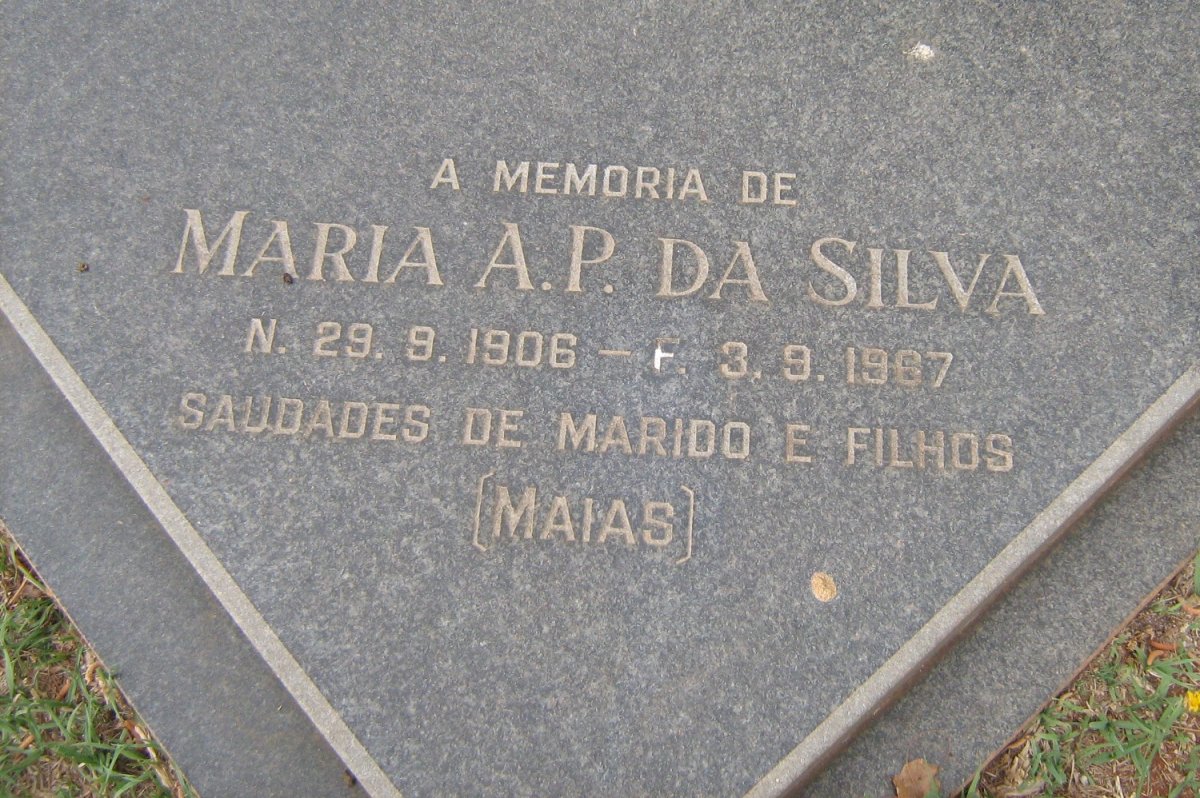 A MEMORIA DE
MARIA A.P. DA SILVA
N. 29. 9. 1906 – F. 3. 9. 1967
SAUDADES DE MARIDO E FILHOS
[MAIAS]